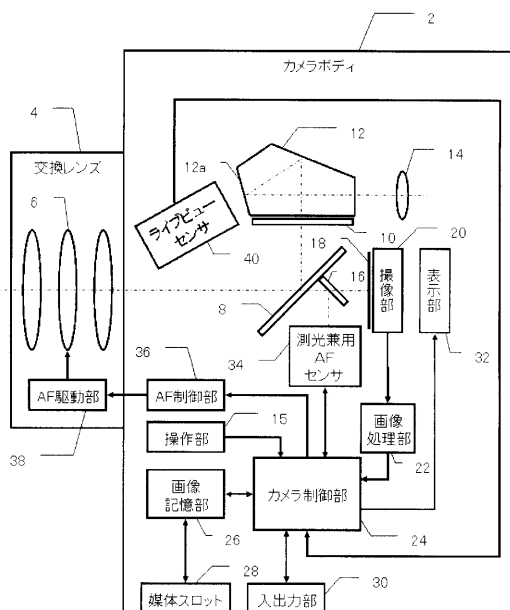 2
カメラボディ
4
交換レンズ
6
12
12a
14
ライブビュー
センサ
40
10
20
18
撮像部
表示部
16
8
32
34
測光兼用
AF
センサ
36
AF駆動部
AF制御部
38
操作部
15
画像
処理部
22
画像
記憶部
カメラ制御部
26
24
28
30
媒体スロット
入出力部